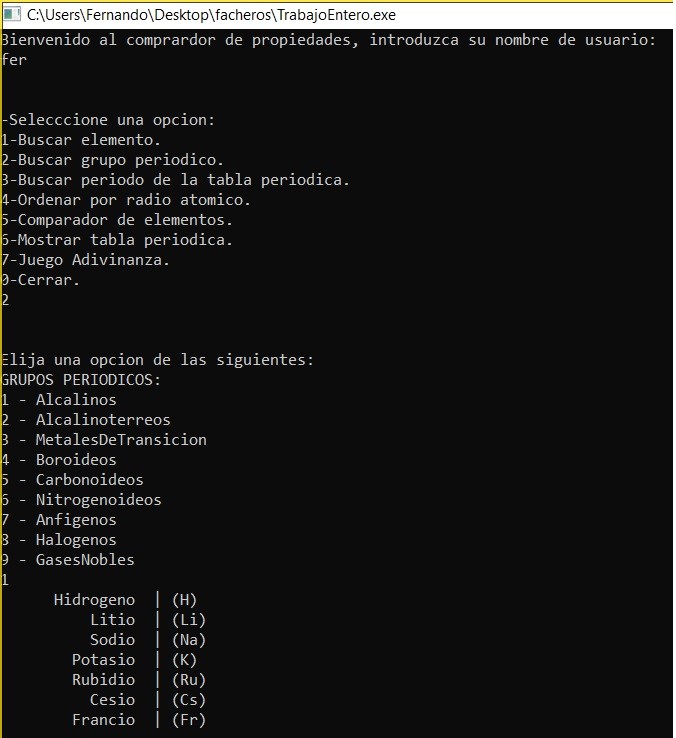 C:\Users\Fernando\Desktop\facheros\TrabajoEntero.exe
Bienvenido al comprardor de propiedades, introduzca su nombre de usuario:
fer
-Selecccione una opcion:
1-Buscar elemento.
2-Buscar grupo periodico.
3-Buscar periodo de la tabla periodica.
4-Ordenar por radio atomico.
5-Comparador de elementos.
6-Mostrar tabla periodica.
7-Juego Adivinanza.
0-Cerrar.
2
Elija una opcion de las siguientes:
GRUPOS PERIODICOS:
1 - Alcalinos
2 - Alcalinoterreos
3 - MetalesDeTransicion
4 - Boroideos
5 - Carbonoideos
6 - Nitrogenoideos
7 - Anfigenos
8 - Halogenos
9 - GasesNobles
1
Hidrogeno | (H)
Litio | (Li)
Sodio | (Na)
Potasio | (K)
Rubidio | (Ru)
Cesio | (Cs)
Francio | (Fr)